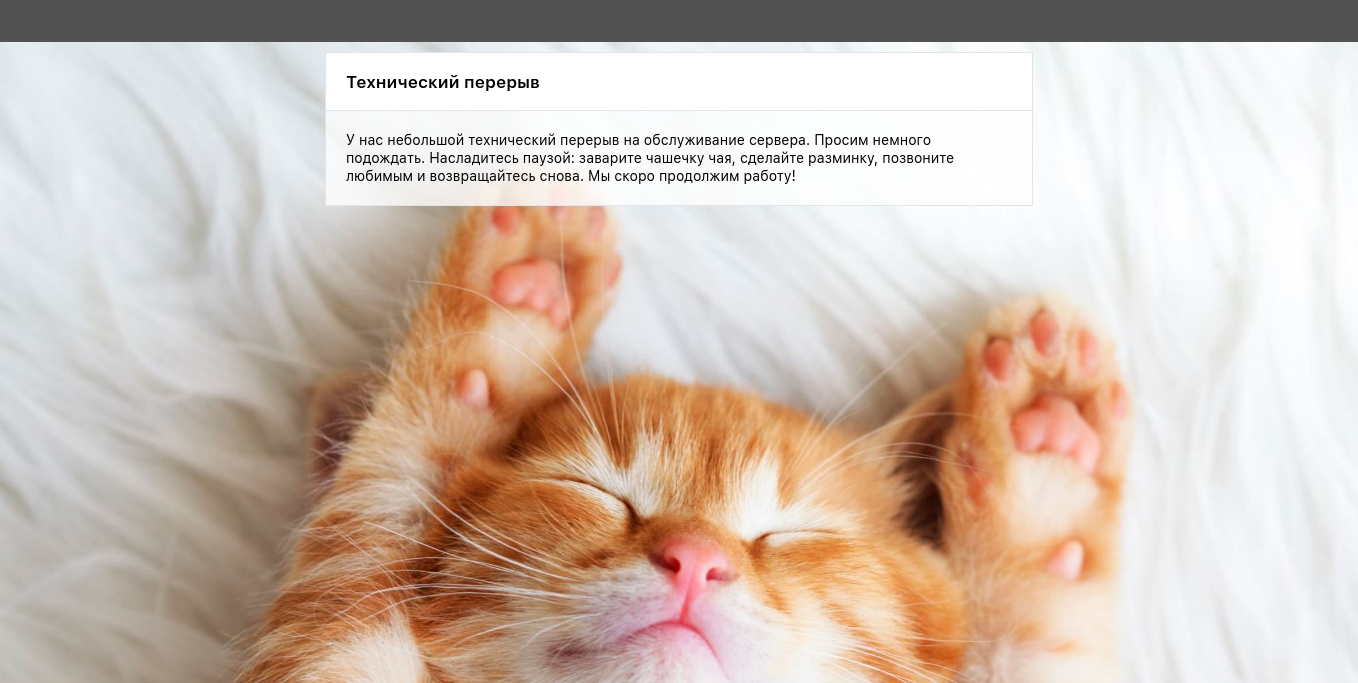 Технический перерыв
У нас небольшой технический перерыв на обслуживание сервера. Просим немного
подождать. Насладитесь паузой: заварите чашечку чая, сделайте разминку, позвоните
любимым и возвращайтесь снова. Мы скоро продолжим работу!